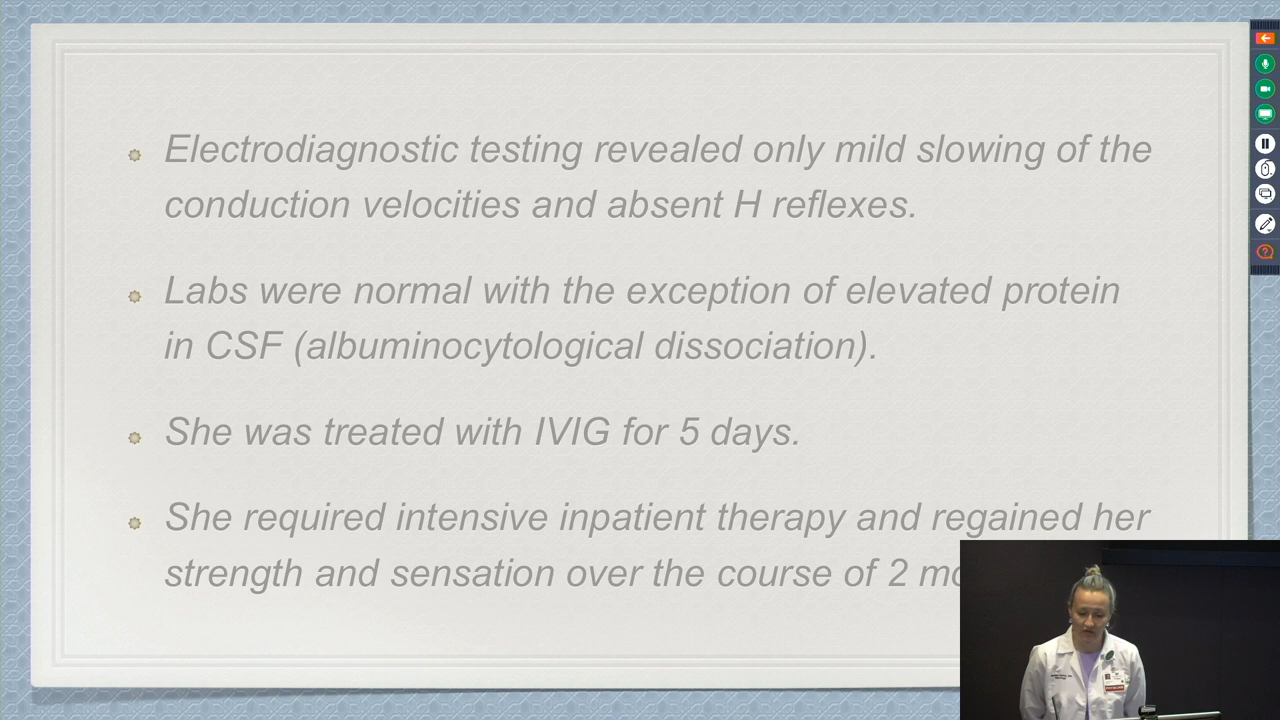 Electrodiagnostic testing revealed only mild slowing of the
conduction velocities and absent H reflexes.
Labs were normal with the exception of elevated protein
in CSF (albuminocytological dissociation).
She was treated with IVIG for 5 days.
She required intensive inpatient therapy and regained her
strength and sensation over the course of 2 mo